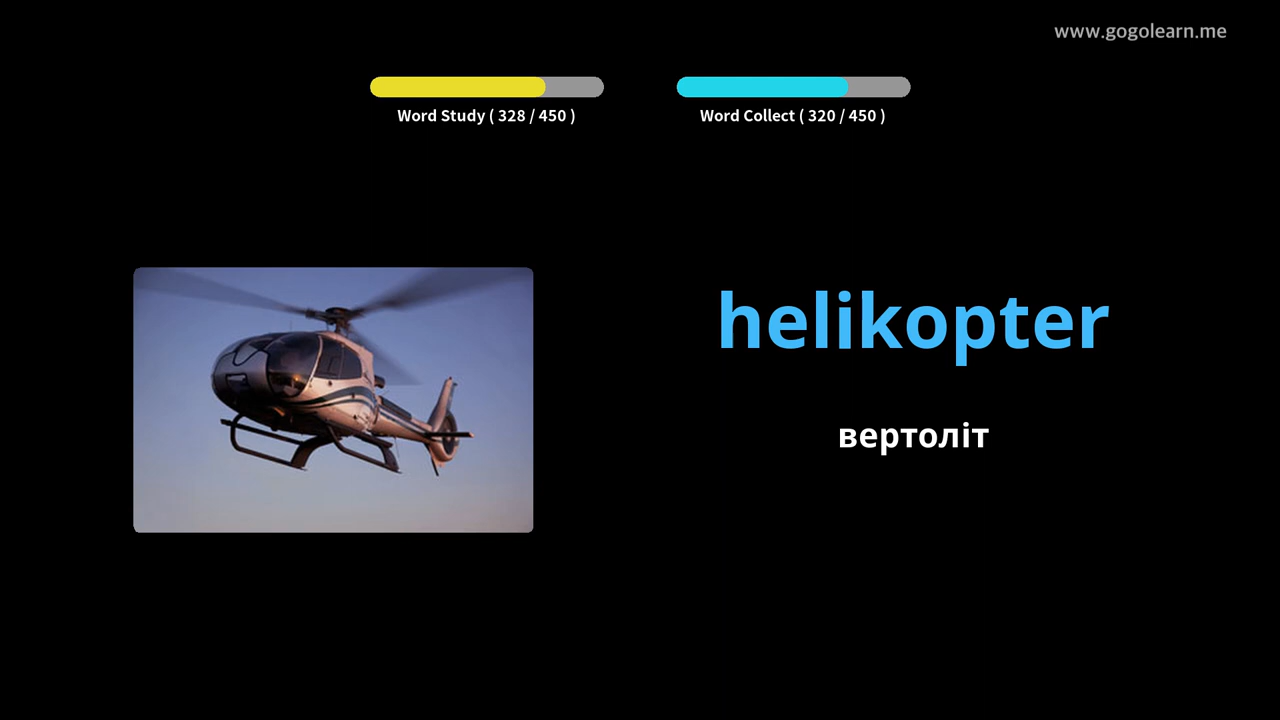 www.gogolearn.me
Word Study ( 328 / 450 )
Word Collect ( 320 / 450 )
helikopter
вертоліт